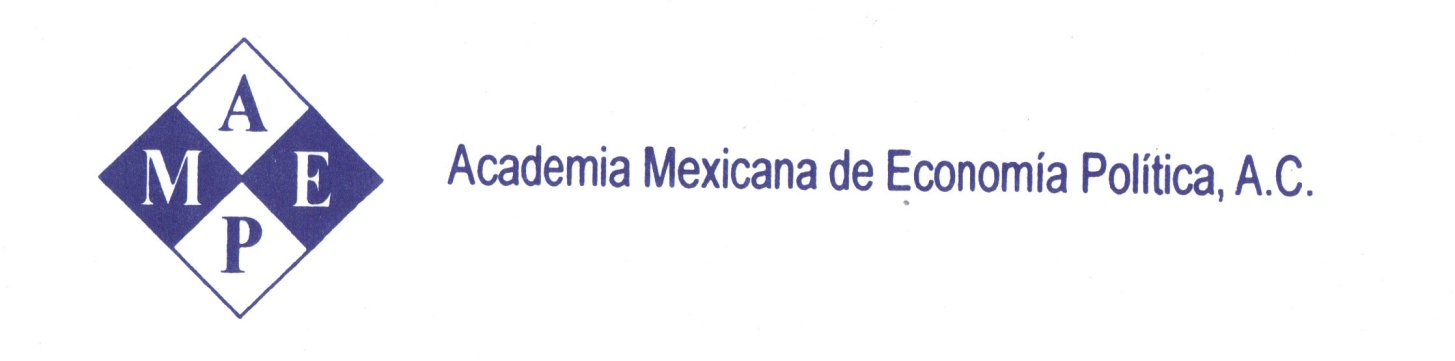 A
M E
P
Academia Mexicana de Economía Política, A.C.